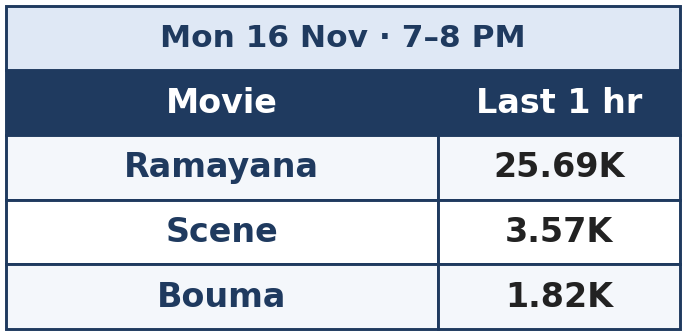 Mon 16 Nov · 7–8 PM
Movie Last 1 hr
Ramayana 25.69K
Scene 3.57K
Bouma 1.82K